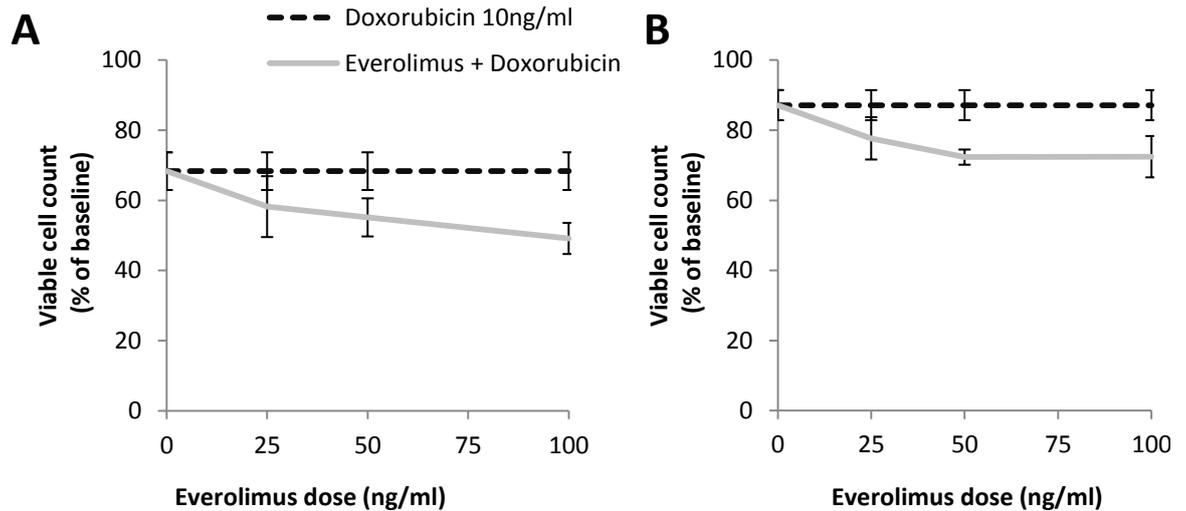 A
Doxorubicin 10ng/ml
Everolimus + Doxorubicin
100
80
60
40
20
0
Viable cell count
(% of baseline)
0 25 50 75 100
Everolimus dose (ng/ml)
B
100
80
60
40
20
0
Viable cell count
(% of baseline)
0 25 50 75 100
Everolimus dose (ng/ml)